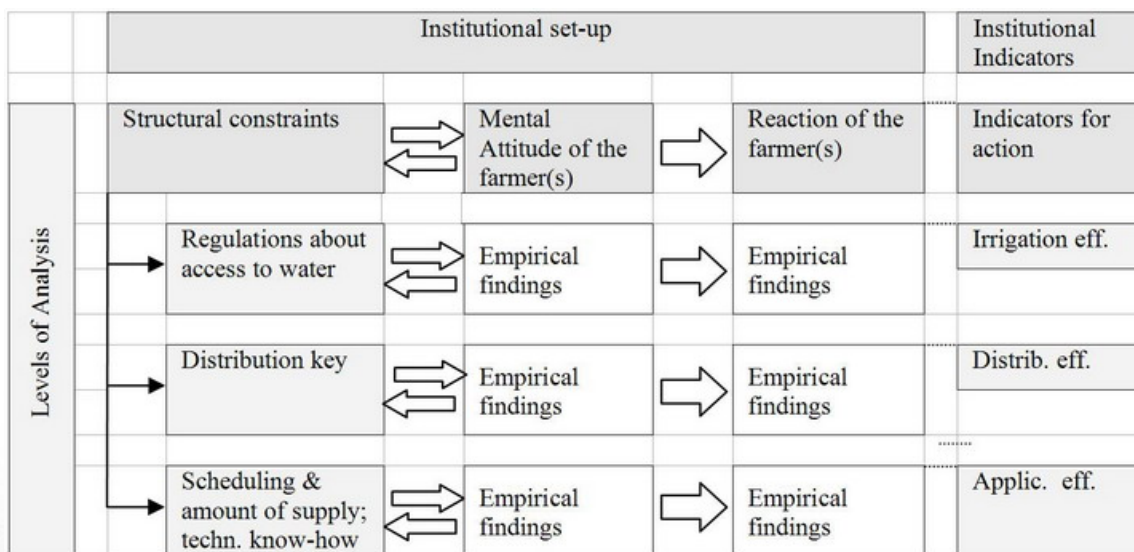 Institutional set-up
Institutional
Indicators
Structural constraints
Mental
Attitude of the
farmer(s)
Reaction of the
farmer(s)
Indicators for
action
Levels of Analysis
Regulations about
access to water
Empirical
findings
Empirical
findings
Irrigation eff.
Distribution key
Empirical
findings
Empirical
findings
Distrib. eff.
Scheduling &
amount of supply;
techn. know-how
Empirical
findings
Empirical
findings
Applic. eff.